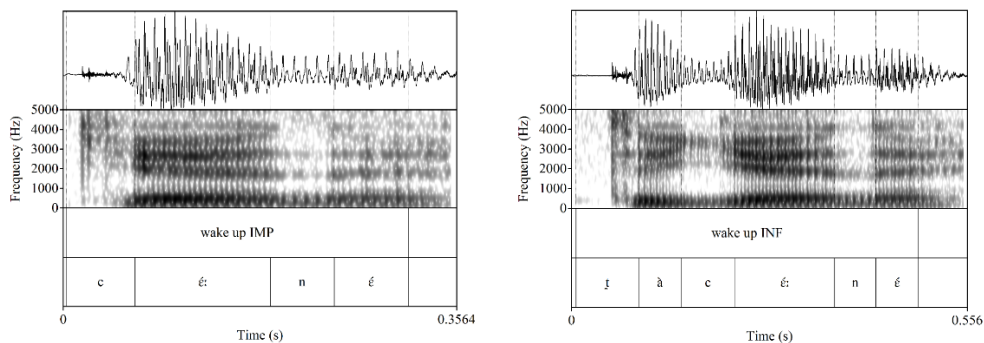 5000
4000
3000
2000
1000
0
Frequency (Hz)
wake up IMP
c ɛ́ː n ɛ́
0 0.3564
Time (s)
5000
4000
3000
2000
1000
0
Frequency (Hz)
wake up INF
t̪ à c ɛ́ː n ɛ́
0 0.556
Time (s)